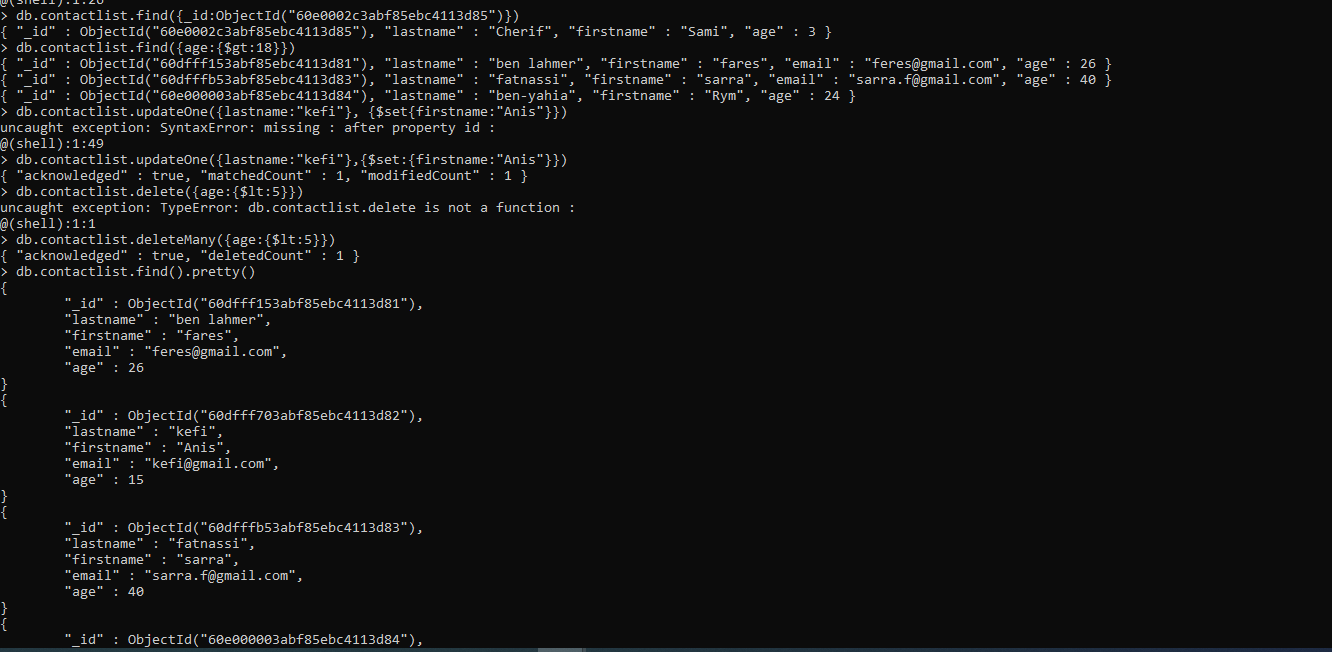 @(shell):1:20
> db.contactlist.find({_id:ObjectId("60e0002c3abf85ebc4113d85")})
{ "_id" : ObjectId("60e0002c3abf85ebc4113d85"), "lastname" : "Cherif", "firstname" : "Sami", "age" : 3 }
> db.contactlist.find({age:{$gt:18}})
{ "_id" : ObjectId("60dfff153abf85ebc4113d81"), "lastname" : "ben lahmer", "firstname" : "fares", "email" : "feres@gmail.com", "age" : 26 }
{ "_id" : ObjectId("60dfffb53abf85ebc4113d83"), "lastname" : "fatnassi", "firstname" : "sarra", "email" : "sarra.f@gmail.com", "age" : 40 }
{ "_id" : ObjectId("60e000003abf85ebc4113d84"), "lastname" : "ben-yahia", "firstname" : "Rym", "age" : 24 }
> db.contactlist.updateOne({lastname:"kefi"}, {$set{firstname:"Anis"}})
uncaught exception: SyntaxError: missing : after property id :
@(shell):1:49
> db.contactlist.updateOne({lastname:"kefi"},{$set:{firstname:"Anis"}})
{ "acknowledged" : true, "matchedCount" : 1, "modifiedCount" : 1 }
> db.contactlist.delete({age:{$lt:5}})
uncaught exception: TypeError: db.contactlist.delete is not a function :
@(shell):1:1
> db.contactlist.deleteMany({age:{$lt:5}})
{ "acknowledged" : true, "deletedCount" : 1 }
> db.contactlist.find().pretty()
{
        "_id" : ObjectId("60dfff153abf85ebc4113d81"),
        "lastname" : "ben lahmer",
        "firstname" : "fares",
        "email" : "feres@gmail.com",
        "age" : 26
}
{
        "_id" : ObjectId("60dfff703abf85ebc4113d82"),
        "lastname" : "kefi",
        "firstname" : "Anis",
        "email" : "kefi@gmail.com",
        "age" : 15
}
{
        "_id" : ObjectId("60dfffb53abf85ebc4113d83"),
        "lastname" : "fatnassi",
        "firstname" : "sarra",
        "email" : "sarra.f@gmail.com",
        "age" : 40
}
{
        "_id" : ObjectId("60e000003abf85ebc4113d84"),